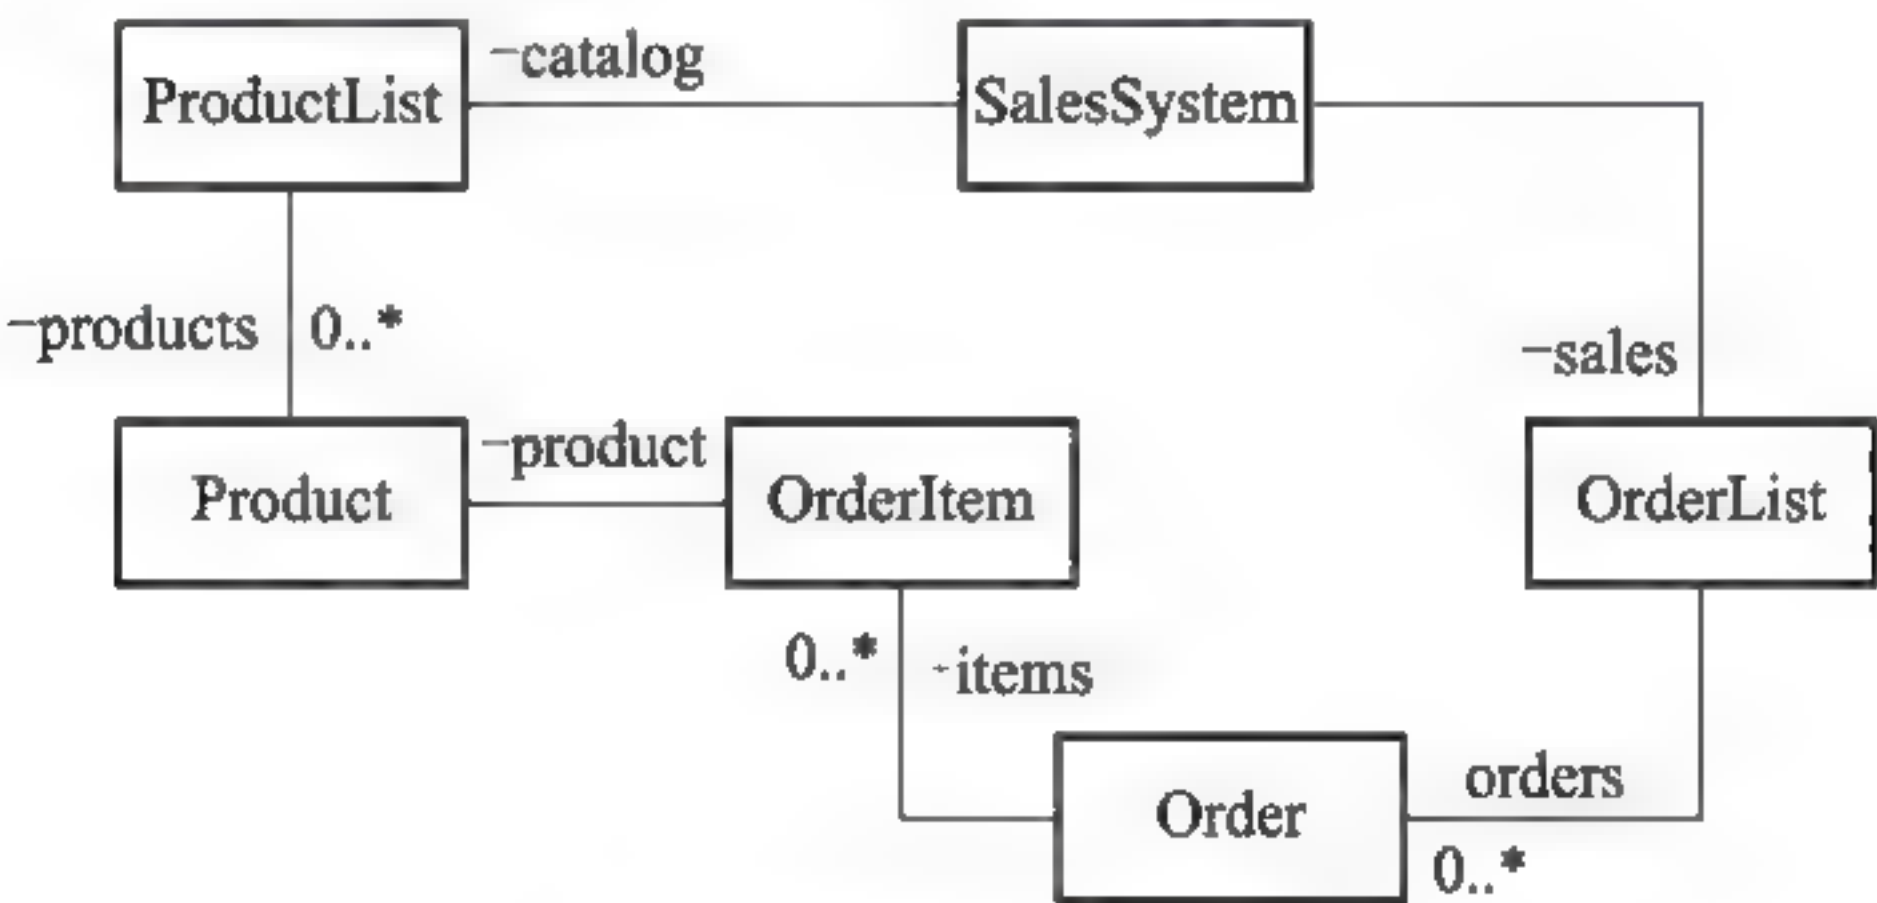 ProductList
−catalog
SalesSystem
−products
0..*
−sales
Product
−product
OrderItem
OrderList
0..*
-items
Order
orders
0..*